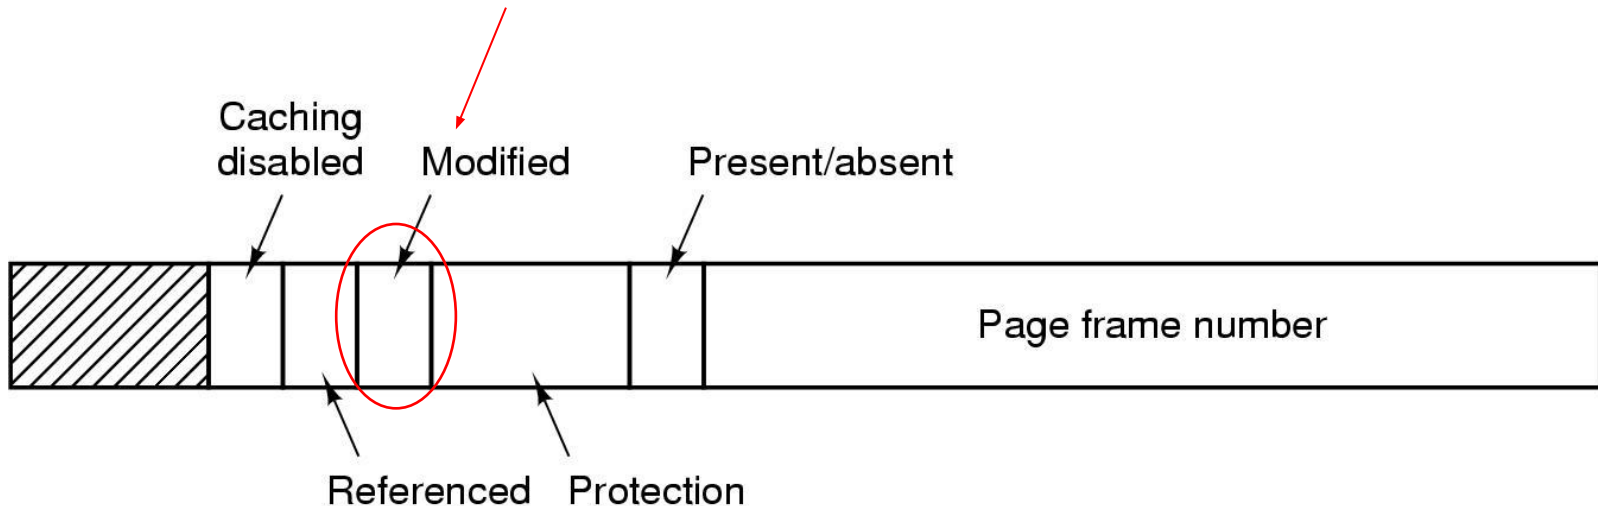 Caching
disabled
Modified
Present/absent
Page frame number
Referenced
Protection